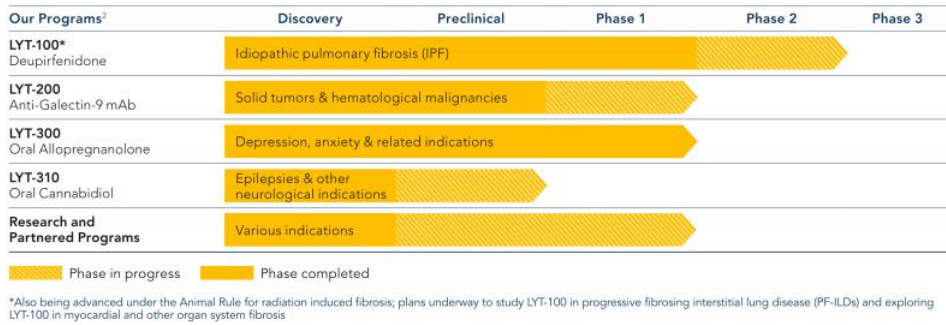 Our Programs² Discovery Preclinical Phase 1 Phase 2 Phase 3
LYT-100*
Deupirfenidone
Idiopathic pulmonary fibrosis (IPF)
LYT-200
Anti-Galectin-9 mAb
Solid tumors & hematological malignancies
LYT-300
Oral Allopregnanolone
Depression, anxiety & related indications
LYT-310
Oral Cannabidiol
Epilepsies & other
neurological indications
Research and
Partnered Programs
Various indications
Phase in progress Phase completed
*Also being advanced under the Animal Rule for radiation induced fibrosis; plans underway to study LYT-100 in progressive fibrosing interstitial lung disease (PF-ILDs) and exploring
LYT-100 in myocardial and other organ system fibrosis